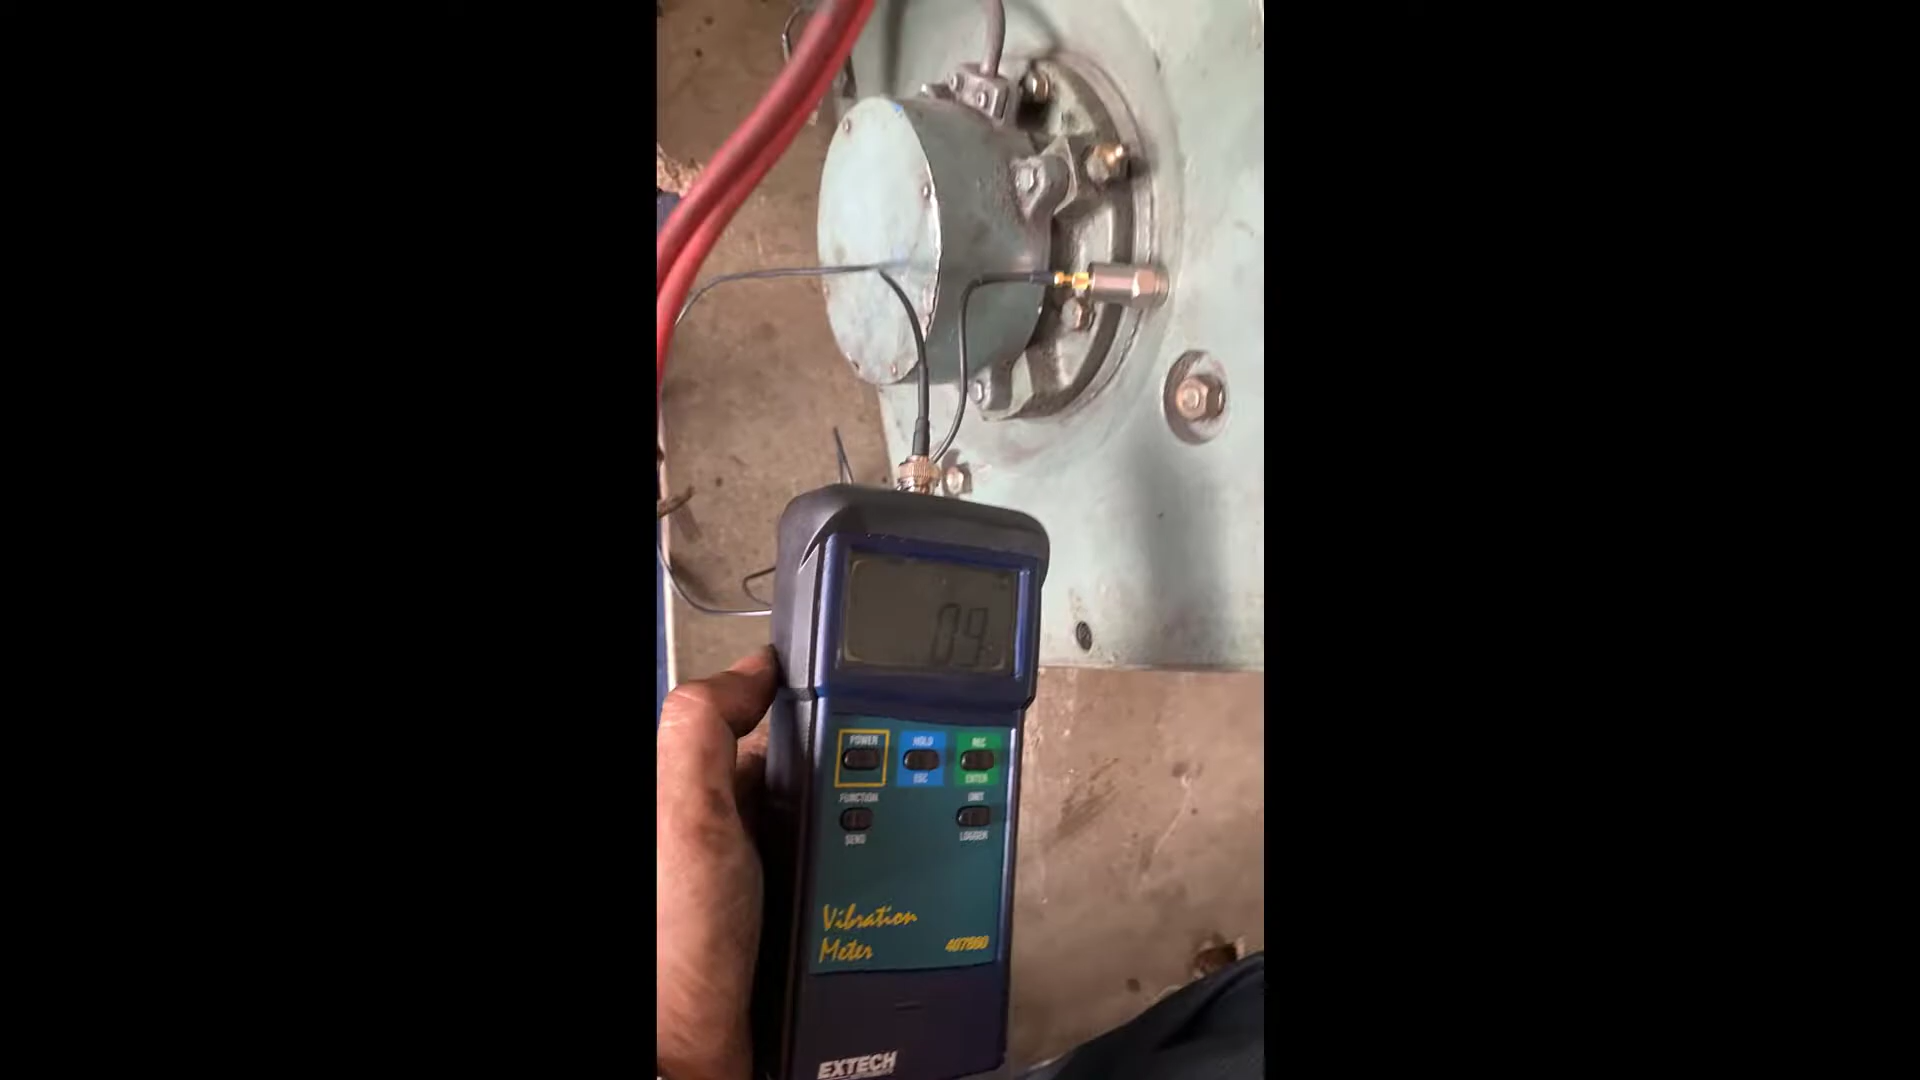 09
POWER HOLD REC
ESC ENTER
FUNCTION UNIT
SEND LOGGER
Vibration
Meter 407860
EXTECH